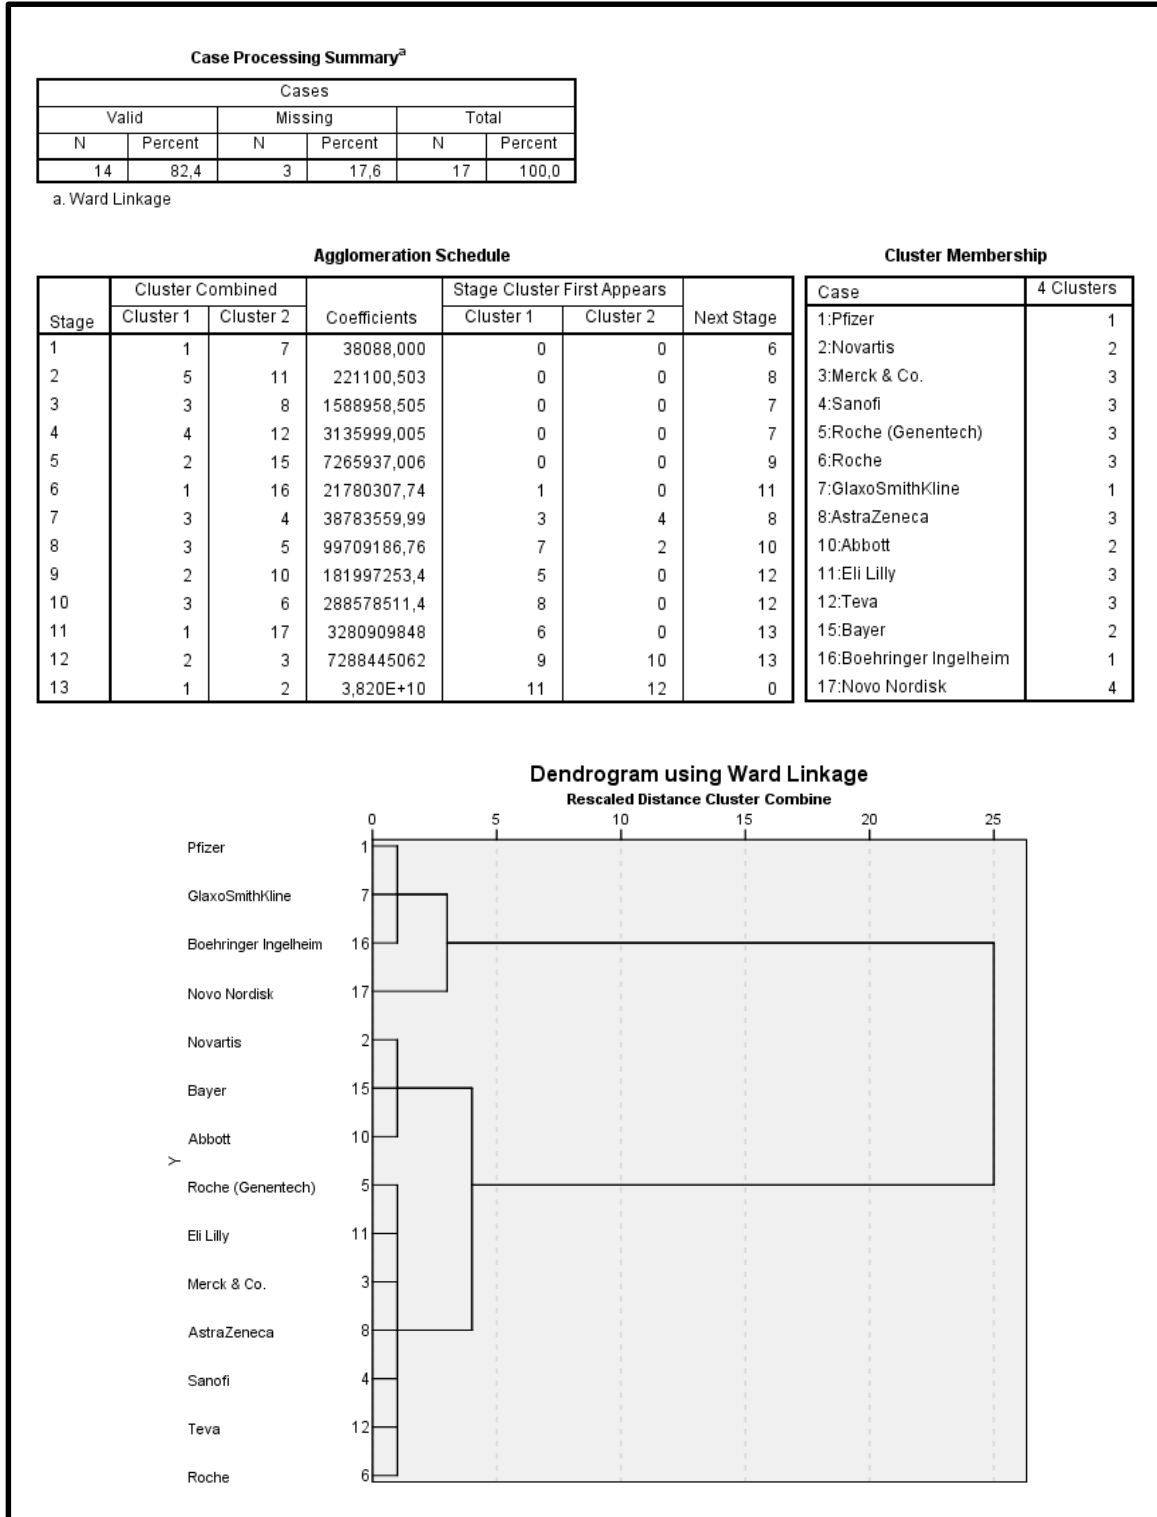 Case Processing Summaryᵃ
Cases
Valid Missing Total
N Percent N Percent N Percent
14 82,4 3 17,6 17 100,0
a. Ward Linkage
Agglomeration Schedule
Stage Cluster Combined Coefficients Stage Cluster First Appears Next Stage
Cluster 1 Cluster 2 Cluster 1 Cluster 2
1 1 7 38088,000 0 0 6
2 5 11 221100,503 0 0 8
3 3 8 1588958,505 0 0 7
4 4 12 3135999,005 0 0 7
5 2 15 7265937,006 0 0 9
6 1 16 21780307,74 1 0 11
7 3 4 38783559,99 3 4 8
8 3 5 99709186,76 7 2 10
9 2 10 181997253,4 5 0 12
10 3 6 288578511,4 8 0 12
11 1 17 3280909848 6 0 13
12 2 3 7288445062 9 10 13
13 1 2 3,820E+10 11 12 0
Cluster Membership
Case 4 Clusters
1:Pfizer 1
2:Novartis 2
3:Merck & Co. 3
4:Sanofi 3
5:Roche (Genentech) 3
6:Roche 3
7:GlaxoSmithKline 1
8:AstraZeneca 3
10:Abbott 2
11:Eli Lilly 3
12:Teva 3
15:Bayer 2
16:Boehringer Ingelheim 1
17:Novo Nordisk 4
Dendrogram using Ward Linkage
Rescaled Distance Cluster Combine
0 5 10 15 20 25
Pfizer 1
GlaxoSmithKline 7
Boehringer Ingelheim 16
Novo Nordisk 17
Novartis 2
Bayer 15
Abbott 10
Y
Roche (Genentech) 5
Eli Lilly 11
Merck & Co. 3
AstraZeneca 8
Sanofi 4
Teva 12
Roche 6